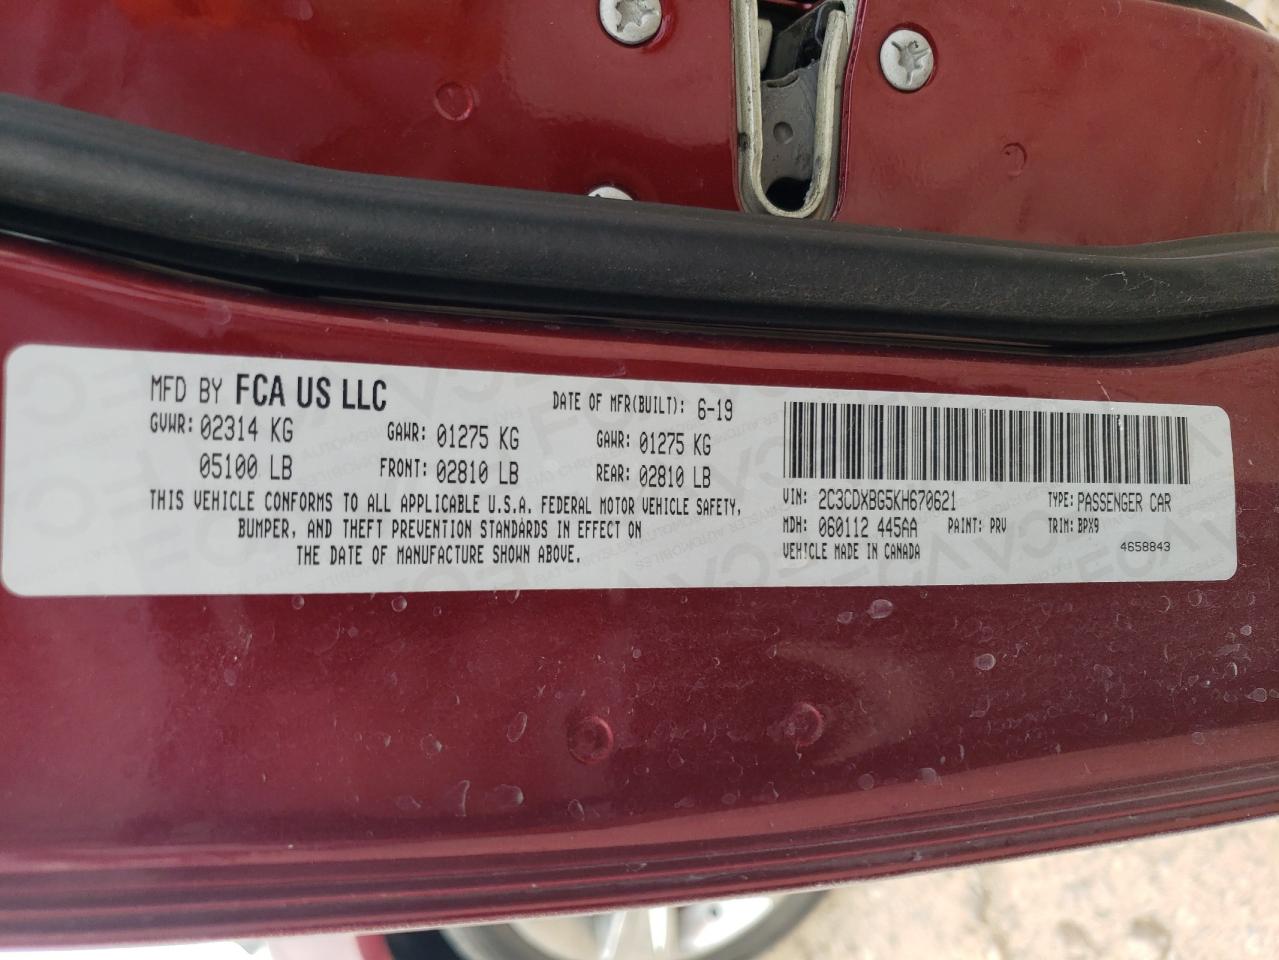 MFD BY FCA US LLC
DATE OF MFR(BUILT): 6-19
GVWR: 02314 KG
GAWR: 01275 KG
GAWR: 01275 KG
05100 LB
FRONT: 02810 LB
REAR: 02810 LB
THIS VEHICLE CONFORMS TO ALL APPLICABLE U.S.A. FEDERAL MOTOR VEHICLE SAFETY,
BUMPER, AND THEFT PREVENTION STANDARDS IN EFFECT ON
THE DATE OF MANUFACTURE SHOWN ABOVE.
VIN: 2C3CDXBG5KH670621
TYPE: PASSENGER CAR
MDH: 060112 445AA
PAINT: PRV
TRIM: BPX9
VEHICLE MADE IN CANADA
4658843